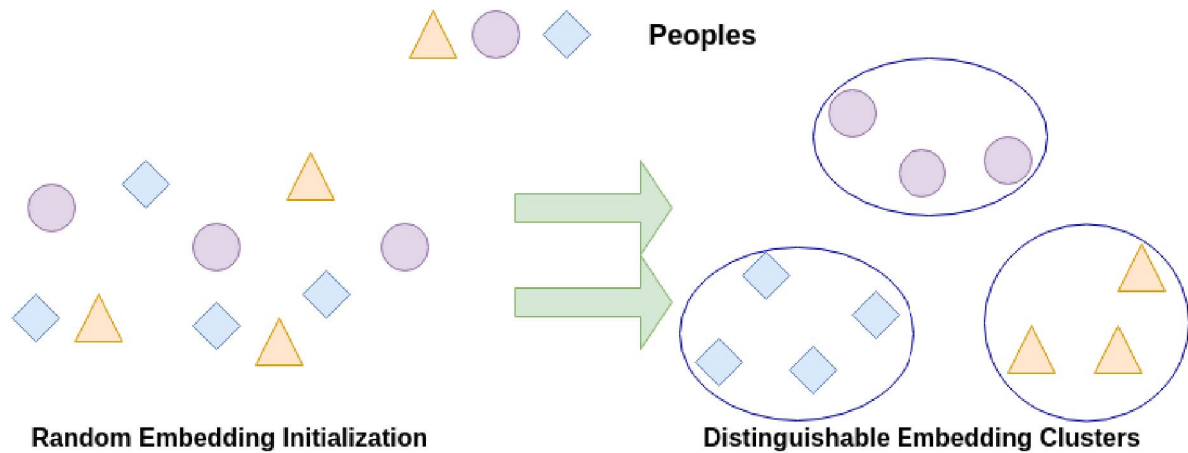 Peoples
Random Embedding Initialization
Distinguishable Embedding Clusters